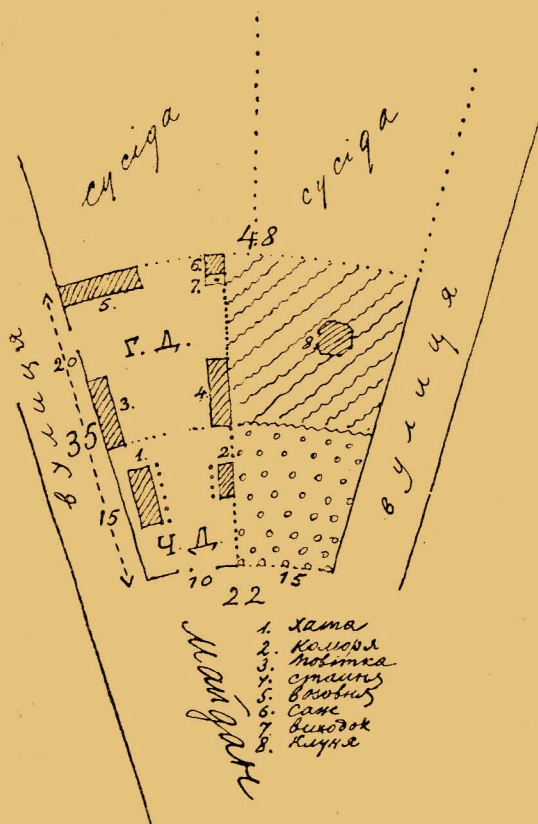 сусіда
сусіда
48
6.
7.
5.
8.
вулиця
Г. Д.
20
4.
3.
35
1.
2
вулиця
15
Ч. Д.
10
15
22
майдан
1. хата
2. комора
3. повітка
4. стайня
5. возовня
6. саж
7. виходок
8. клуня